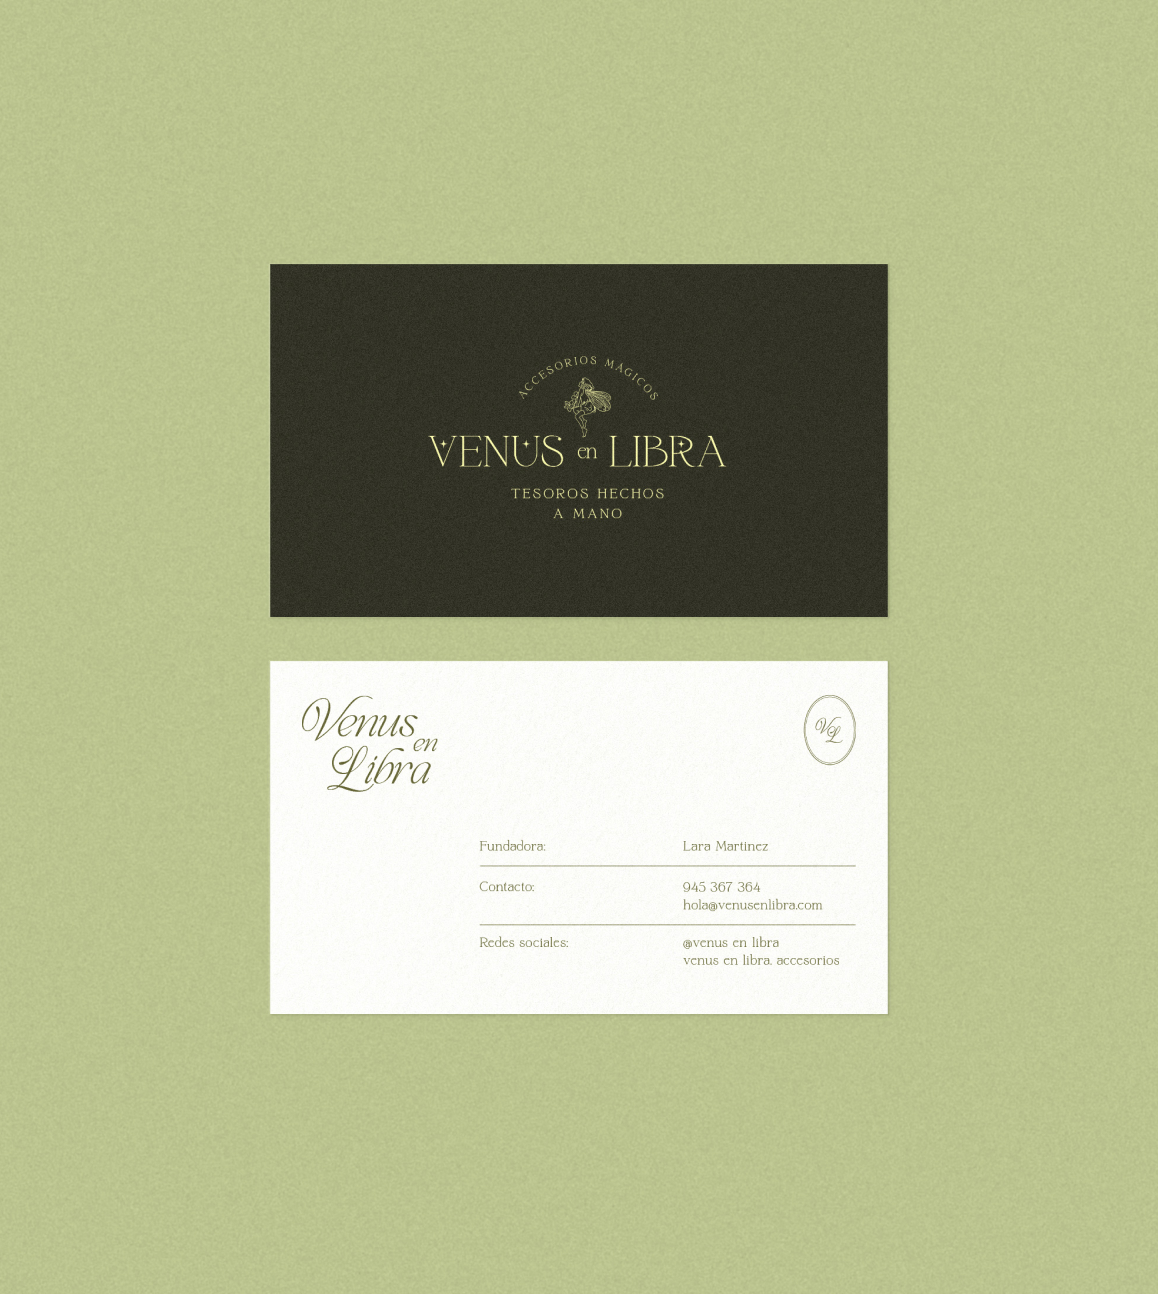 ACCESORIOS MAGICOS
VENUS en LIBRA
TESOROS HECHOS
A MANO
Venus
en
Libra
VL
Fundadora:
Lara Martinez
Contacto:
945 367 364
hola@venusenlibra.com
Redes sociales:
@venus en libra
venus en libra. accesorios